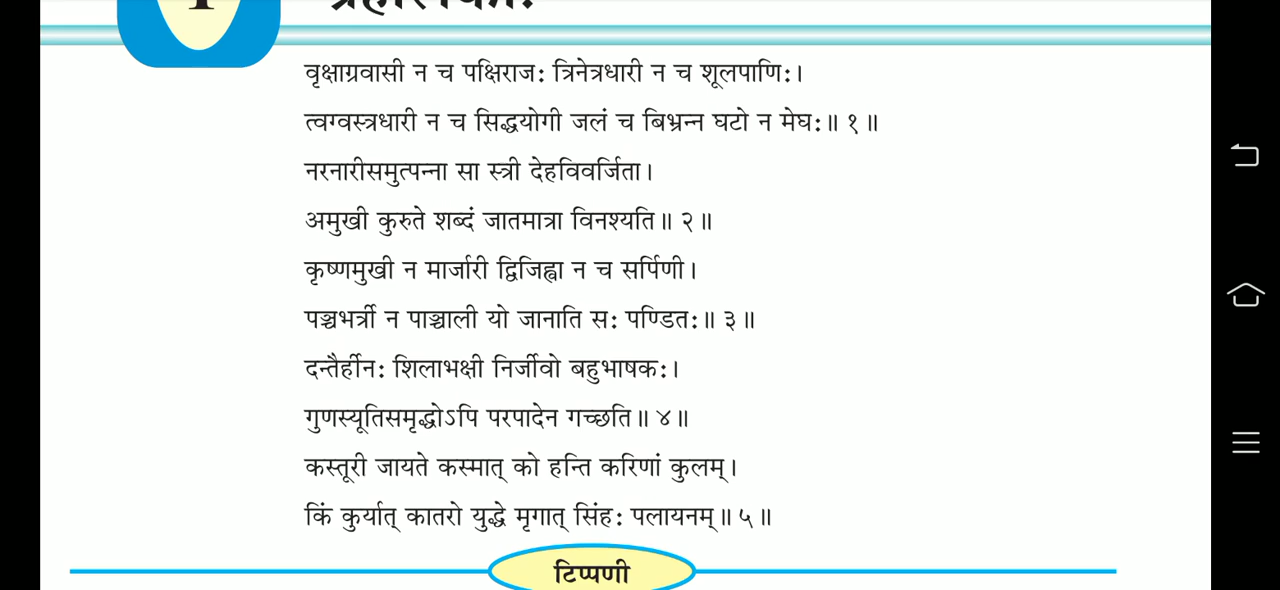 वृक्षाग्रवासी न च पक्षिराजः त्रिनेत्रधारी न च शूलपाणिः।
त्वग्वस्त्रधारी न च सिद्धयोगी जलं च बिभ्रन्न घटो न मेघः॥ १॥
नरनारीसमुत्पन्ना सा स्त्री देहविवर्जिता।
अमुखी कुरुते शब्दं जातमात्रा विनश्यति॥ २॥
कृष्णमुखी न मार्जारी द्विजिह्वा न च सर्पिणी।
पञ्चभर्त्री न पाञ्चाली यो जानाति सः पण्डितः॥ ३॥
दन्तैर्हीनः शिलाभक्षी निर्जीवो बहुभाषकः।
गुणस्यूतिसमृद्धोऽपि परपादेन गच्छति॥ ४॥
कस्तूरी जायते कस्मात् को हन्ति करिणां कुलम्।
किं कुर्यात् कातरो युद्धे मृगात् सिंहः पलायनम्॥ ५॥
टिप्पणी